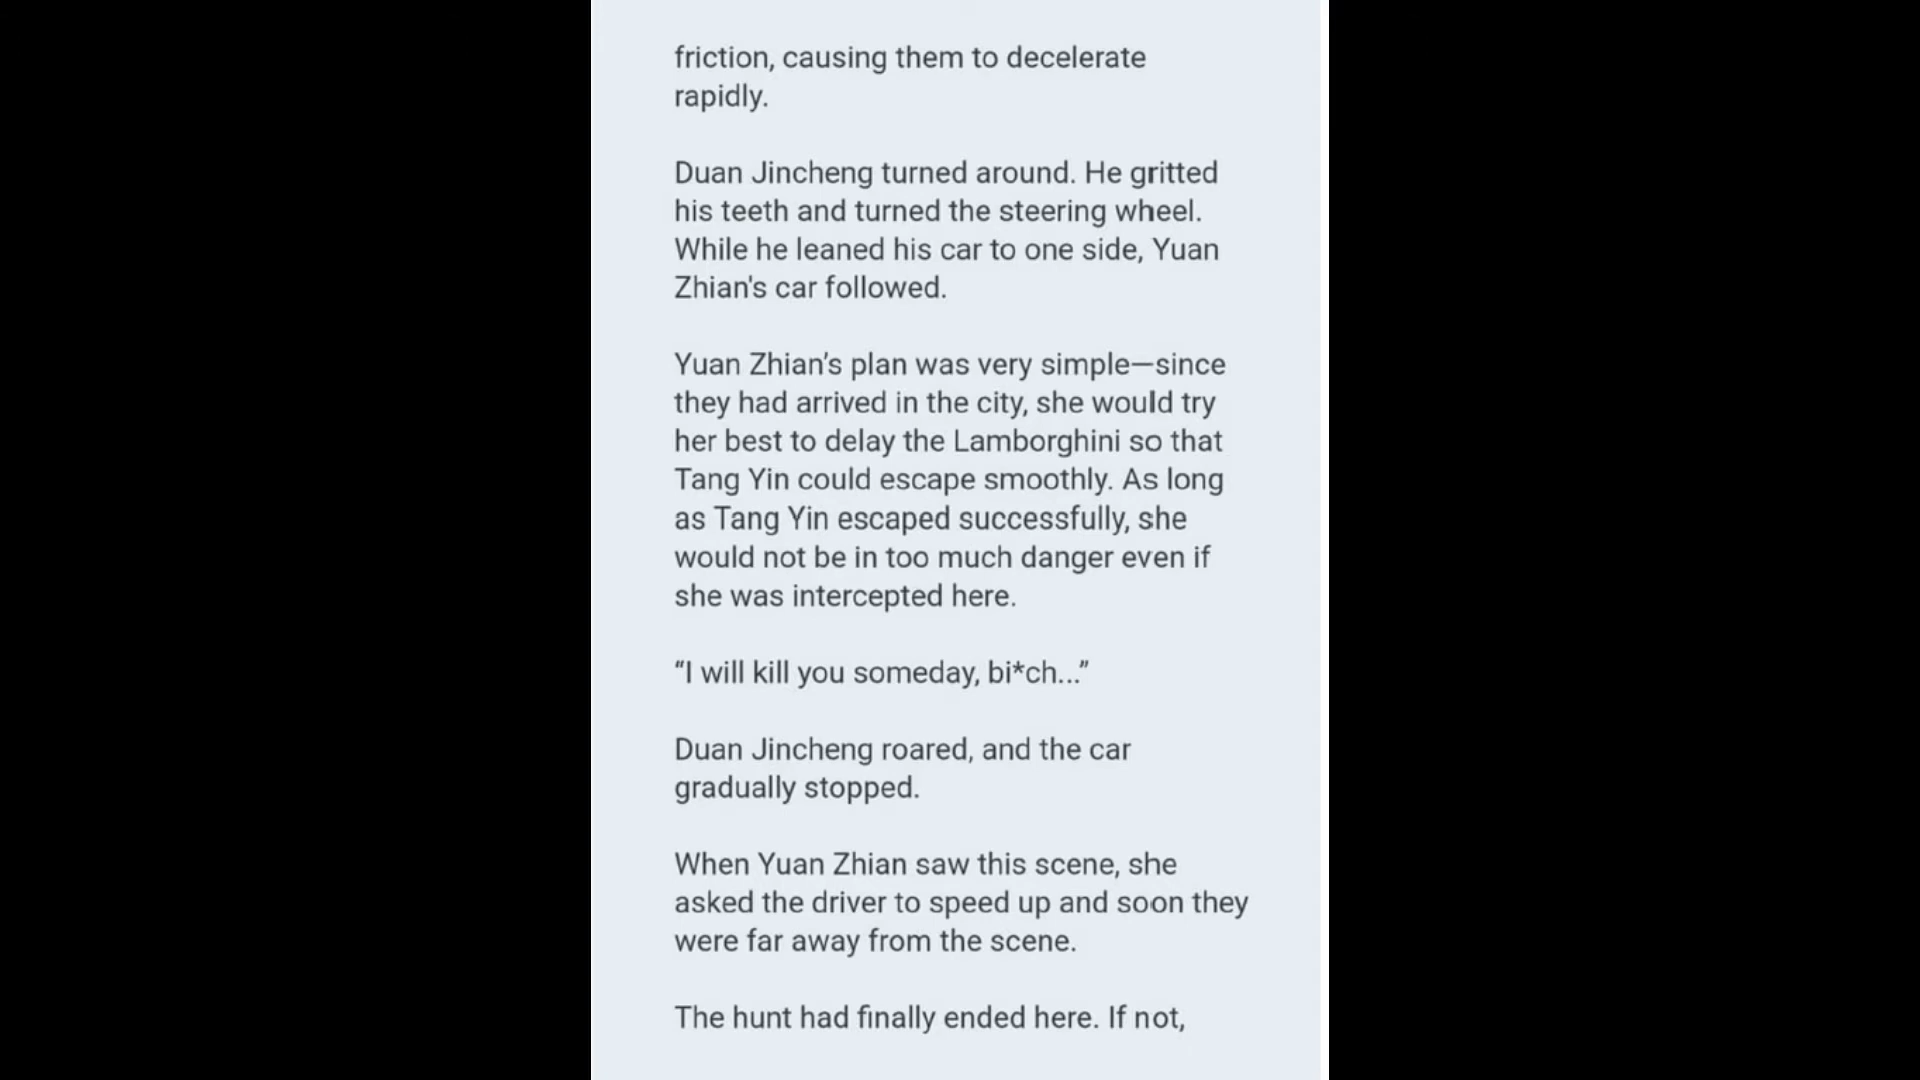 friction, causing them to decelerate
rapidly.
Duan Jincheng turned around. He gritted
his teeth and turned the steering wheel.
While he leaned his car to one side, Yuan
Zhian's car followed.
Yuan Zhian’s plan was very simple—since
they had arrived in the city, she would try
her best to delay the Lamborghini so that
Tang Yin could escape smoothly. As long
as Tang Yin escaped successfully, she
would not be in too much danger even if
she was intercepted here.
“I will kill you someday, bi*ch...”
Duan Jincheng roared, and the car
gradually stopped.
When Yuan Zhian saw this scene, she
asked the driver to speed up and soon they
were far away from the scene.
The hunt had finally ended here. If not,